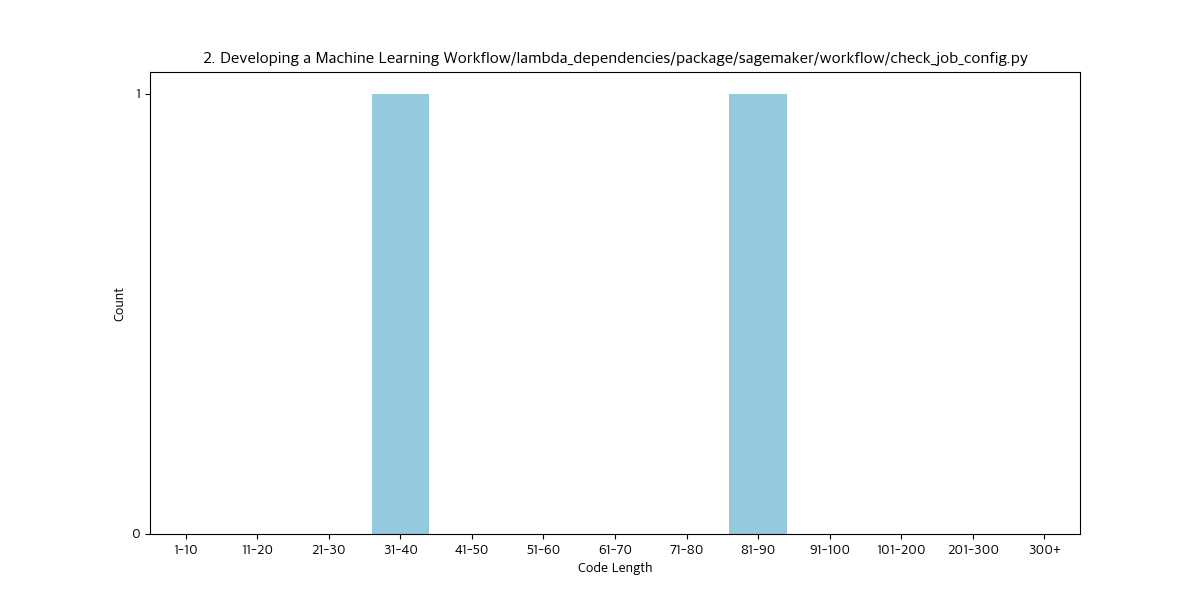 2. Developing a Machine Learning Workflow/lambda_dependencies/package/sagemaker/workflow/check_job_config.py
1
Count
0
1-10 11-20 21-30 31-40 41-50 51-60 61-70 71-80 81-90 91-100 101-200 201-300 300+
Code Length